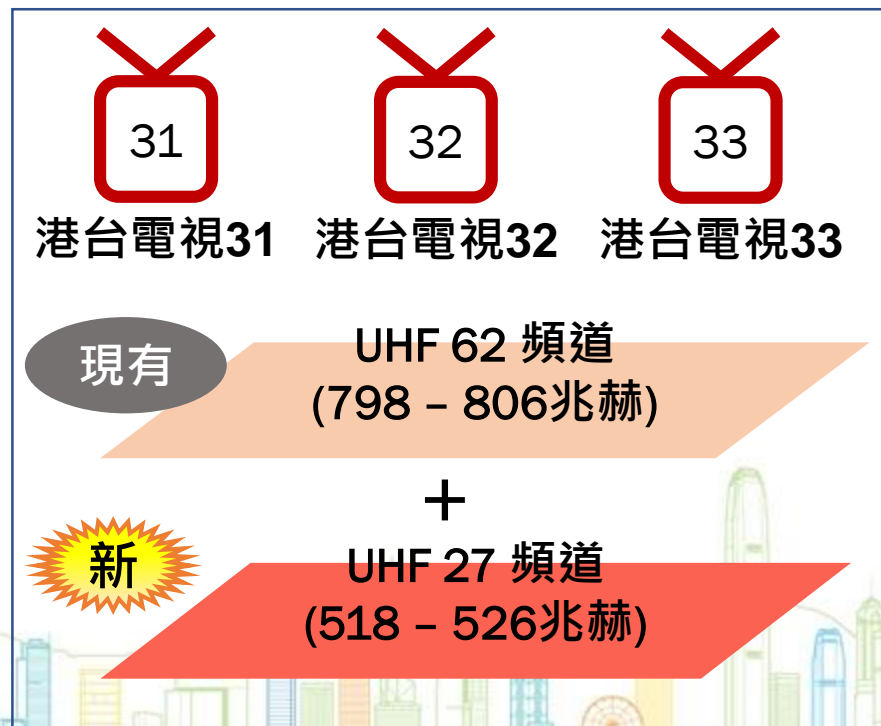 31 32 33
港台電視31 港台電視32 港台電視33
現有
UHF 62 頻道
(798 – 806兆赫)
+
新
UHF 27 頻道
(518 – 526兆赫)